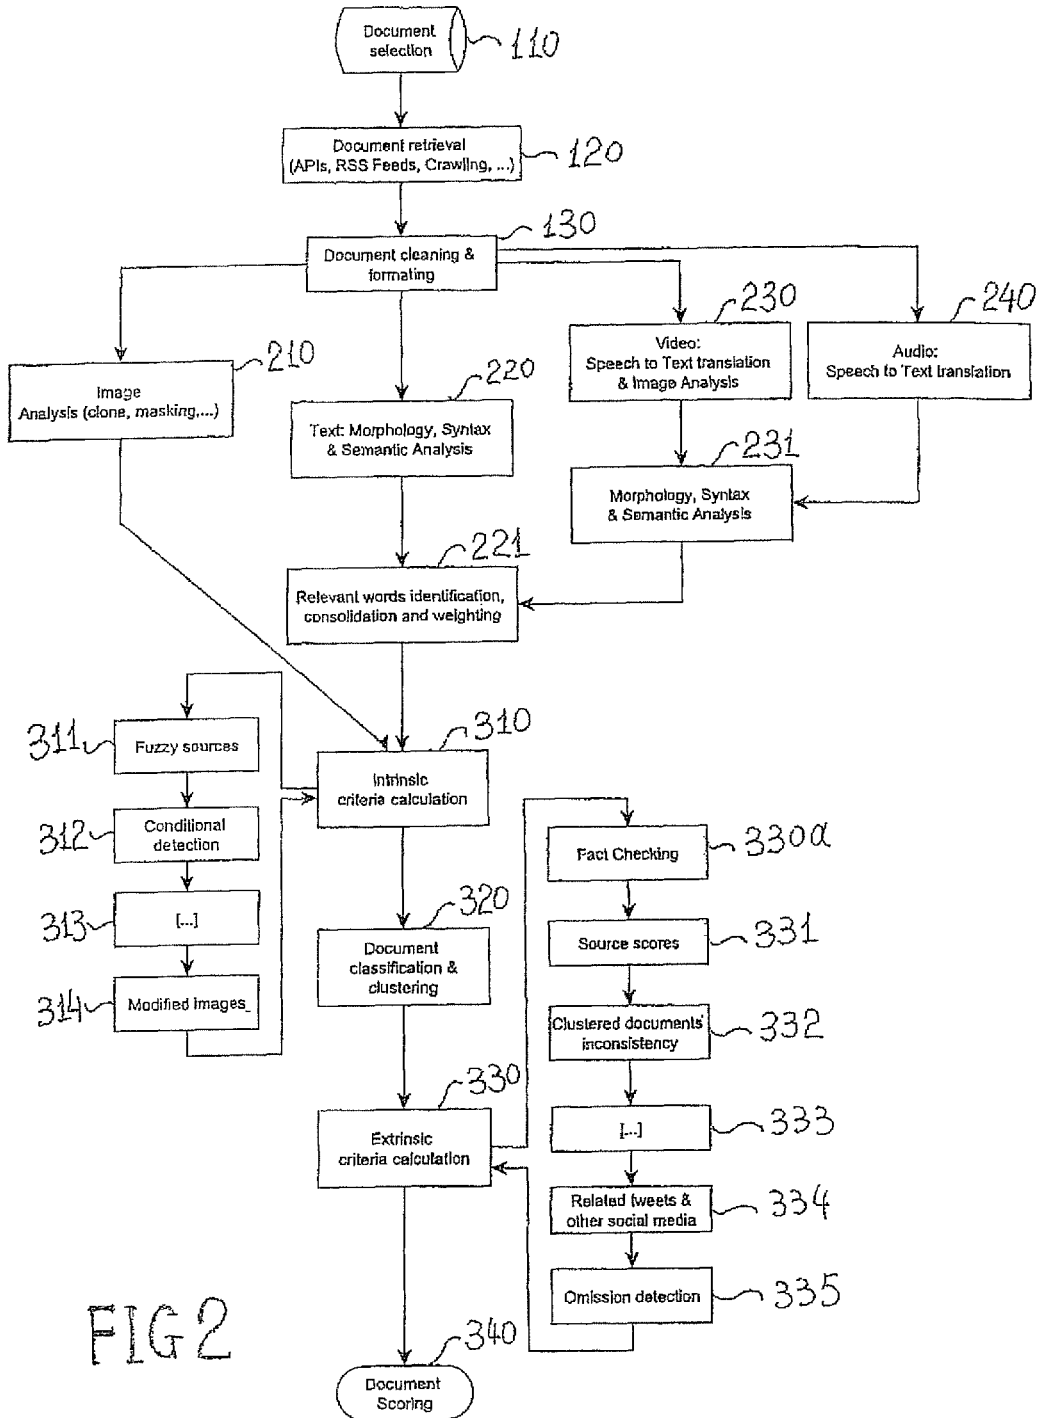 Document
selection
110
Document retrieval
(APIs, RSS Feeds, Crawling, ...)
120
130
Document cleaning &
formating
210
Image
Analysis (clone, masking,...)
220
Text: Morphology, Syntax
& Semantic Analysis
230
Video:
Speech to Text translation
& Image Analysis
240
Audio:
Speech to Text translation
231
Morphology, Syntax
& Semantic Analysis
221
Relevant words identification,
consolidation and weighting
310
Intrinsic
criteria calculation
311
Fuzzy sources
312
Conditional
detection
313
[...]
314
Modified images
320
Document
classification &
clustering
330
Extrinsic
criteria calculation
Fact Checking
330a
Source scores
331
Clustered documents'
inconsistency
332
[...]
333
Related tweets &
other social media
334
Omission detection
335
340
Document
Scoring
FIG 2